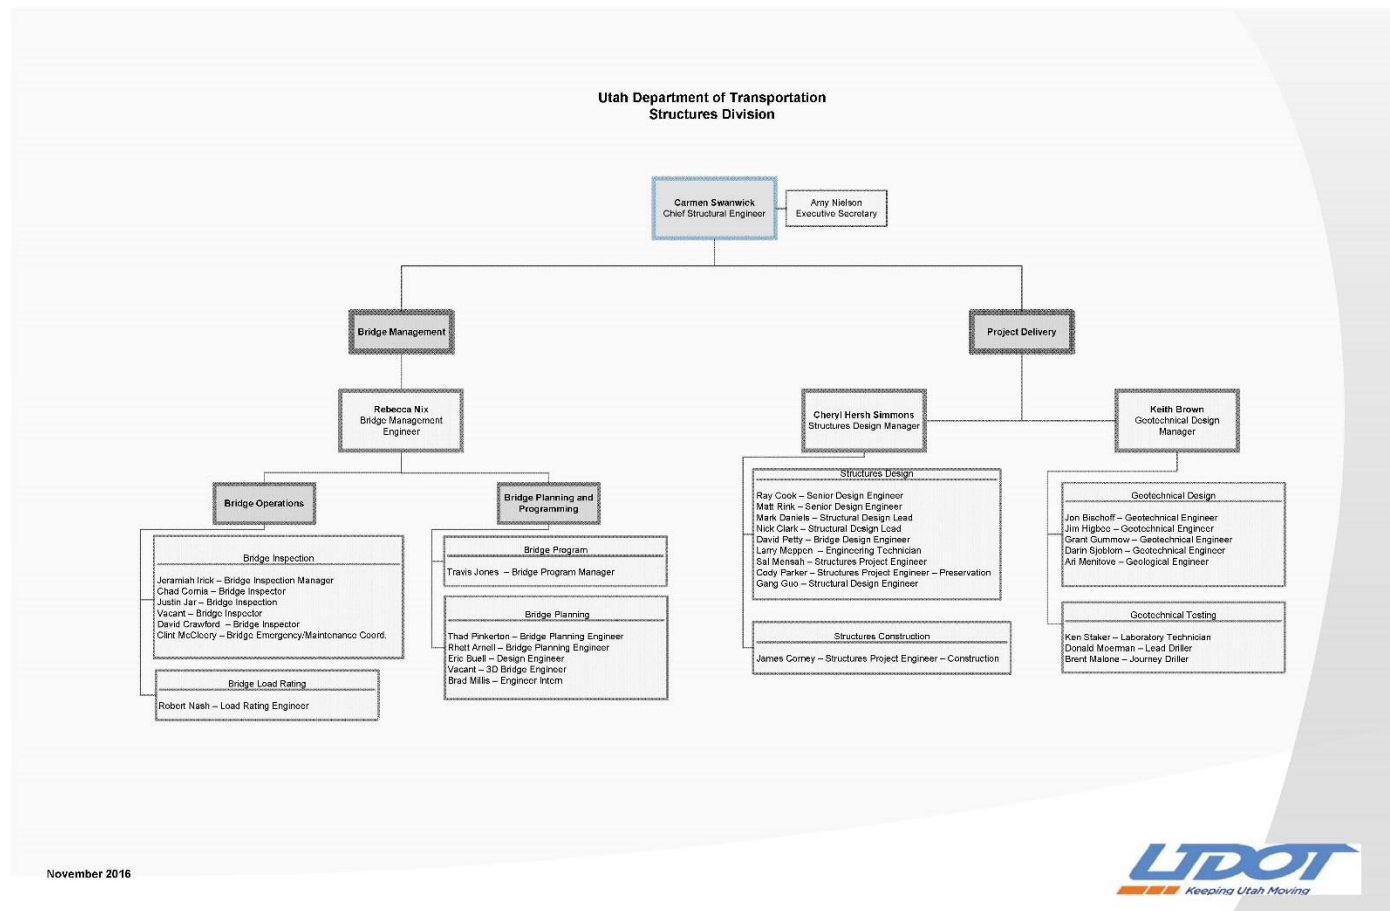 Utah Department of Transportation
Structures Division
Carmen Swanwick
Chief Structural Engineer
Amy Nielson
Executive Secretary
Bridge Management
Project Delivery
Rebecca Nix
Bridge Management
Engineer
Cheryl Hersh Simmons
Structures Design Manager
Keith Brown
Geotechnical Design
Manager
Bridge Operations
Bridge Planning and
Programming
Bridge Inspection
Jeramiah Irick – Bridge Inspection Manager
Chad Cornia – Bridge Inspector
Justin Jar – Bridge Inspection
Vacant – Bridge Inspector
David Crawford – Bridge Inspector
Clint McCleery – Bridge Emergency/Maintenance Coord.
Bridge Load Rating
Robert Nash – Load Rating Engineer
Bridge Program
Travis Jones – Bridge Program Manager
Bridge Planning
Thad Pinkerton – Bridge Planning Engineer
Rhett Arnell – Bridge Planning Engineer
Eric Buell – Design Engineer
Vacant – 3D Bridge Engineer
Brad Millis – Engineer Intern
Structures Design
Ray Cook – Senior Design Engineer
Matt Rink – Senior Design Engineer
Mark Daniels – Structural Design Lead
Nick Clark – Structural Design Lead
David Petty – Bridge Design Engineer
Larry Meppen – Engineering Technician
Sal Mensah – Structures Project Engineer
Cody Parker – Structures Project Engineer – Preservation
Gang Guo – Structural Design Engineer
Structures Construction
James Corney – Structures Project Engineer – Construction
Geotechnical Design
Jon Bischoff – Geotechnical Engineer
Jim Higbee – Geotechnical Engineer
Grant Gummow – Geotechnical Engineer
Darin Sjoblom – Geotechnical Engineer
Ari Menitove – Geological Engineer
Geotechnical Testing
Ken Staker – Laboratory Technician
Donald Moerman – Lead Driller
Brent Malone – Journey Driller
November 2016
UDOT
Keeping Utah Moving